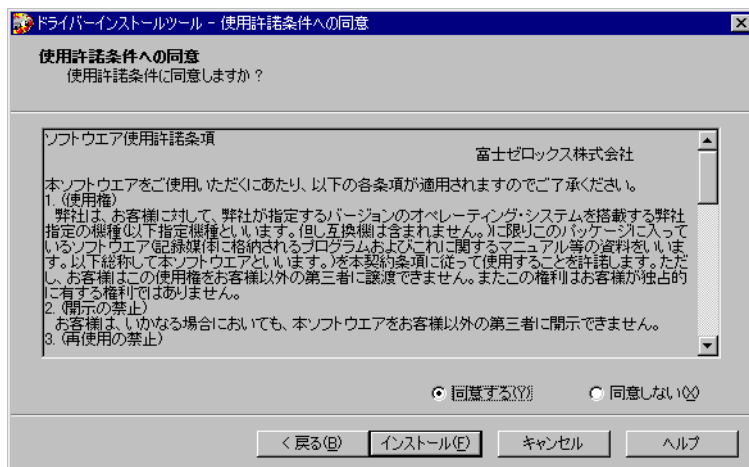 ドライバーインストールツール - 使用許諾条件への同意
使用許諾条件への同意
使用許諾条件に同意しますか?
ソフトウエア使用許諾条項
富士ゼロックス株式会社
本ソフトウエアをご使用いただくにあたり、以下の各条項が適用されますのでご了承ください。
1. (使用権)
弊社は、お客様に対して、弊社が指定するバージョンのオペレーティング・システムを搭載する弊社
指定の機種(以下指定機種といいます。但し互換機は含まれません。)に限りこのパッケージに入って
いるソフトウエア(記録媒体に格納されるプログラムおよびこれに関するマニュアル等の資料をいいま
す。以下総称して本ソフトウエアといいます。)を本契約条項に従って使用することを許諾します。ただ
し、お客様はこの使用権をお客様以外の第三者に譲渡できません。またこの権利はお客様が独占的
に有する権利ではありません。
2. (開示の禁止)
お客様は、いかなる場合においても、本ソフトウエアをお客様以外の第三者に開示できません。
3. (再使用の禁止)
同意する(Y) 同意しない(X)
< 戻る(B) インストール(F) キャンセル ヘルプ